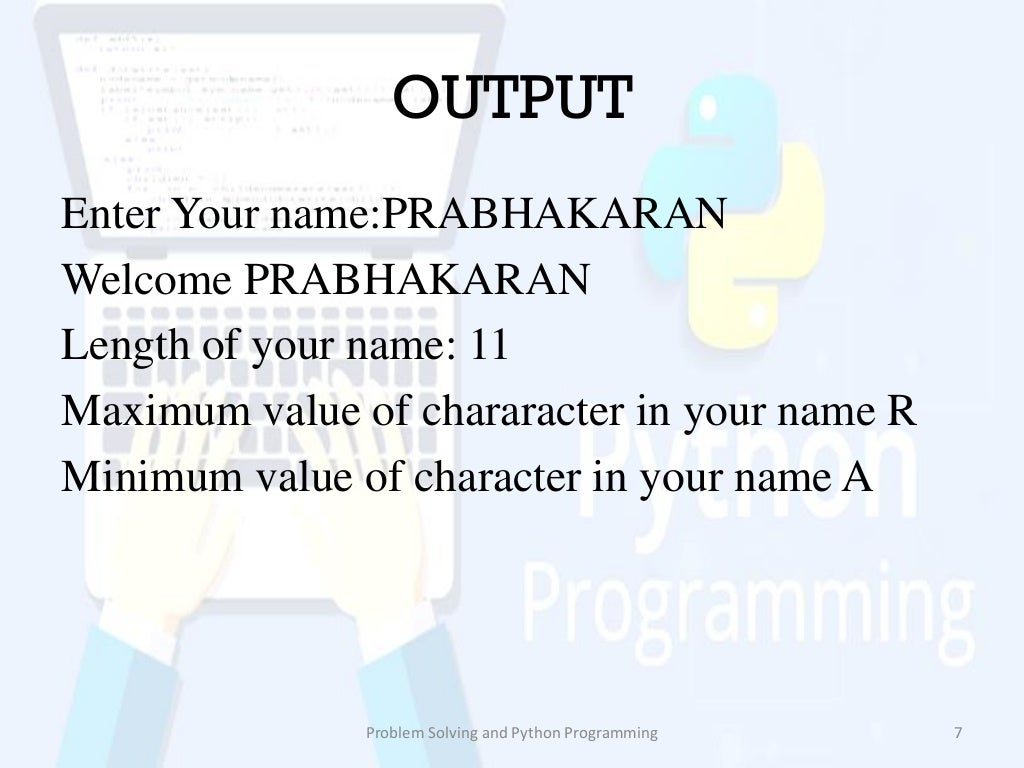 OUTPUT
Enter Your name:PRABHAKARAN
Welcome PRABHAKARAN
Length of your name: 11
Maximum value of chararacter in your name R
Minimum value of character in your name A
Python
Programming
Problem Solving and Python Programming
7